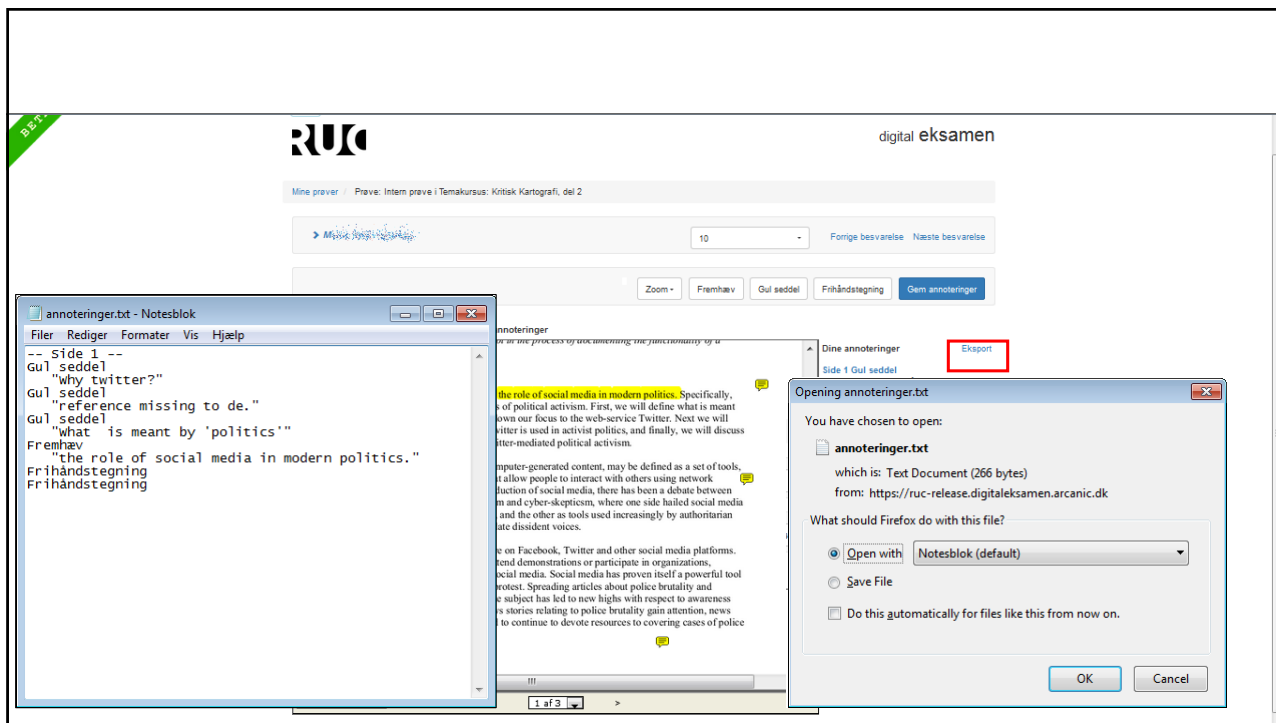 BETA
RUC
digital eksamen
Mine prøver / Prøve: Intern prøve i Temakursus: Kritisk Kartografi, del 2
10
Forrige besvarelse Næste besvarelse
Zoom
Fremhæv
Gul seddel
Frihåndstegning
Gem annoteringer
annoteringer.txt - Notesblok
Filer Rediger Formater Vis Hjælp
-- Side 1 --
Gul seddel
"Why twitter?"
Gul seddel
"reference missing to de."
Gul seddel
"What is meant by 'politics'"
Fremhæv
"the role of social media in modern politics."
Frihåndstegning
Frihåndstegning
nnoteringer
or in the process of documenting the functionality of a
the role of social media in modern politics. Specifically,
s of political activism. First, we will define what is meant
own our focus to the web-service Twitter. Next we will
witter is used in activist politics, and finally, we will discuss
itter-mediated political activism.
mputer-generated content, may be defined as a set of tools,
t allow people to interact with others using network
duction of social media, there has been a debate between
m and cyber-skepticsm, where one side hailed social media
and the other as tools used increasingly by authoritarian
ate dissident voices.
e on Facebook, Twitter and other social media platforms.
tend demonstrations or participate in organizations,
ocial media. Social media has proven itself a powerful tool
protest. Spreading articles about police brutality and
e subject has led to new highs with respect to awareness
ws stories relating to police brutality gain attention, news
l to continue to devote resources to covering cases of police
1 af 3
>
Dine annoteringer
Eksport
Side 1 Gul seddel
Opening annoteringer.txt
You have chosen to open:
annoteringer.txt
which is: Text Document (266 bytes)
from: https://ruc-release.digitaleksamen.arcanic.dk
What should Firefox do with this file?
Open with
Notesblok (default)
Save File
Do this automatically for files like this from now on.
OK
Cancel